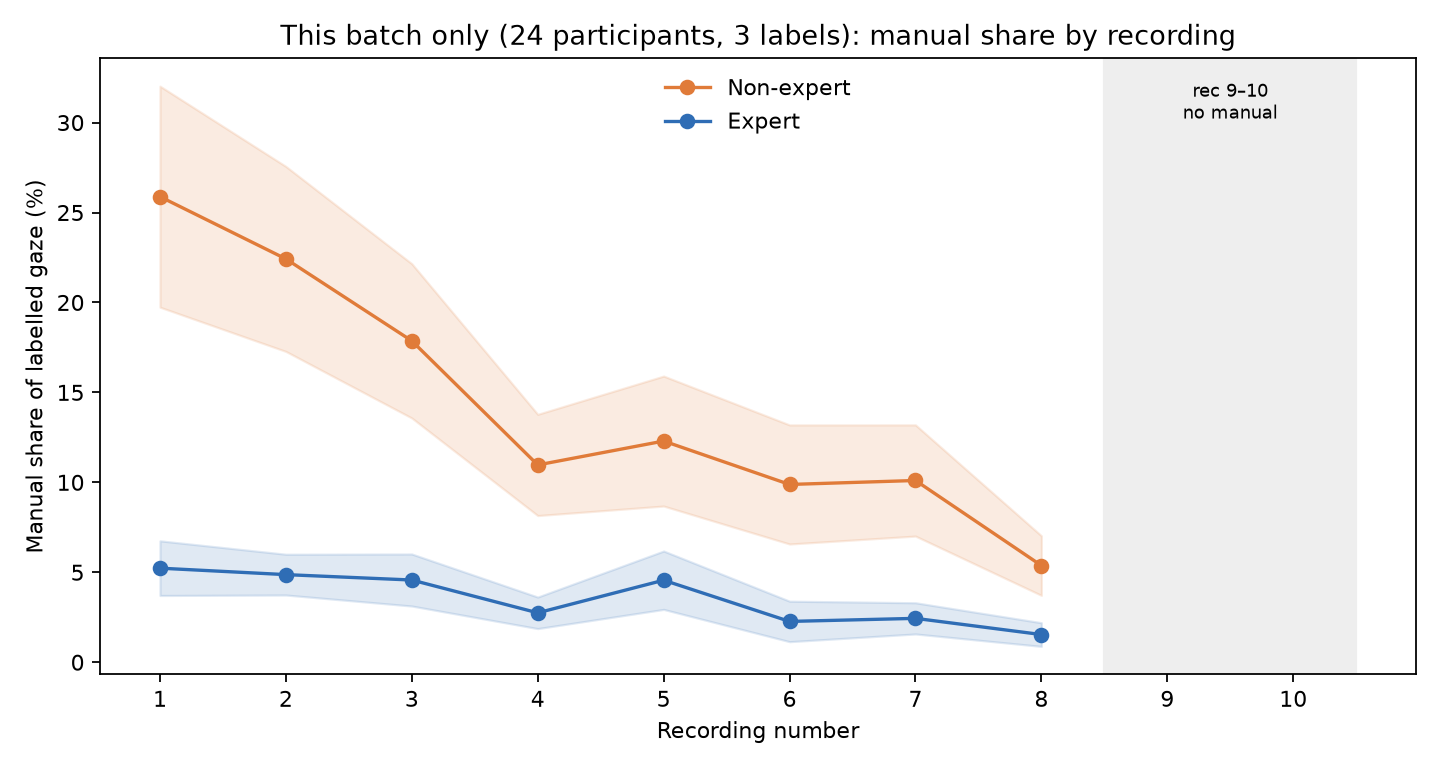 This batch only (24 participants, 3 labels): manual share by recording
Non-expert
Expert
rec 9–10
no manual
Manual share of labelled gaze (%)
30
25
20
15
10
5
0
1 2 3 4 5 6 7 8 9 10
Recording number